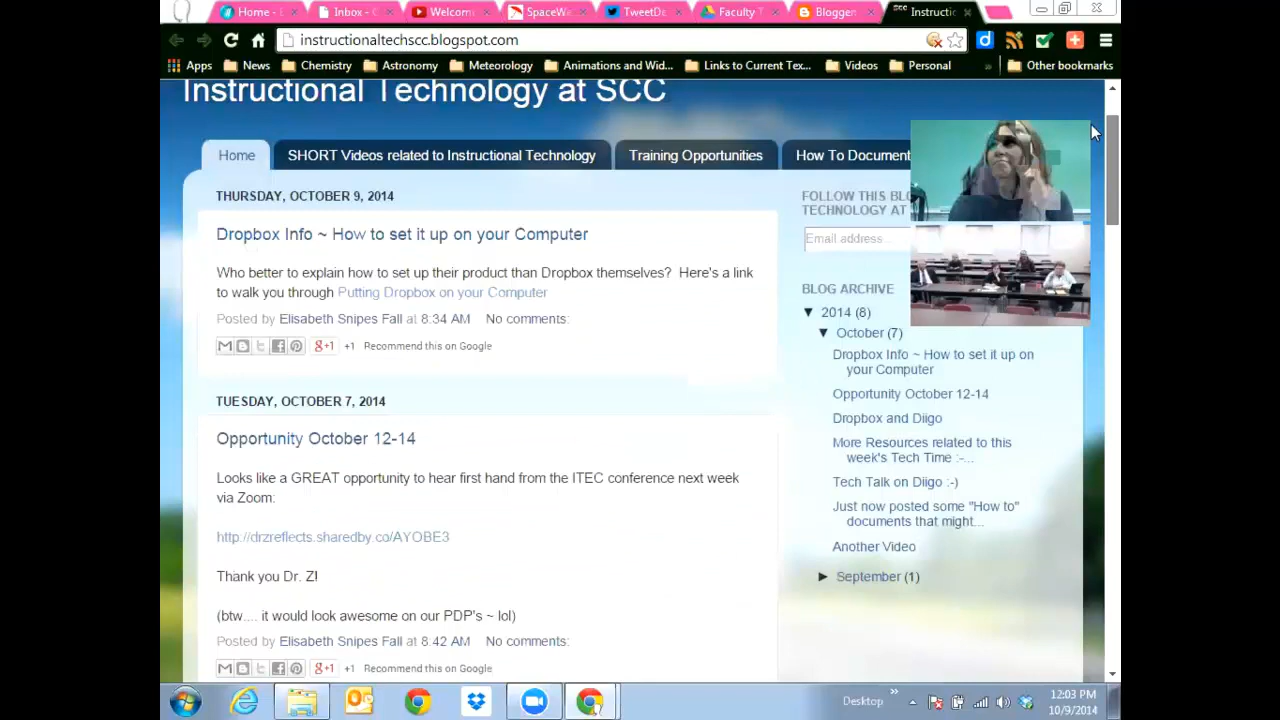 Home -
Inbox -
Welcom
SpaceWe
TweetDe
Faculty T
Blogger
Instructio
instructionaltechscc.blogspot.com
Apps News Chemistry Astronomy Meteorology Animations and Wid... Links to Current Tex... Videos Personal » Other bookmarks
Instructional Technology at SCC
Home SHORT Videos related to Instructional Technology Training Opportunities How To Document
THURSDAY, OCTOBER 9, 2014
Dropbox Info ~ How to set it up on your Computer
Who better to explain how to set up their product than Dropbox themselves? Here's a link
to walk you through Putting Dropbox on your Computer
Posted by Elisabeth Snipes Fall at 8:34 AM No comments:
g+1 +1 Recommend this on Google
TUESDAY, OCTOBER 7, 2014
Opportunity October 12-14
Looks like a GREAT opportunity to hear first hand from the ITEC conference next week
via Zoom:
http://drzreflects.sharedby.co/AYOBE3
Thank you Dr. Z!
(btw.... it would look awesome on our PDP's ~ lol)
Posted by Elisabeth Snipes Fall at 8:42 AM No comments:
g+1 +1 Recommend this on Google
FOLLOW THIS BL
TECHNOLOGY AT
Email address...
BLOG ARCHIVE
▼ 2014 (8)
▼ October (7)
Dropbox Info ~ How to set it up on
your Computer
Opportunity October 12-14
Dropbox and Diigo
More Resources related to this
week's Tech Time :-...
Tech Talk on Diigo :-)
Just now posted some "How to"
documents that might...
Another Video
► September (1)
Desktop »
12:03 PM
10/9/2014